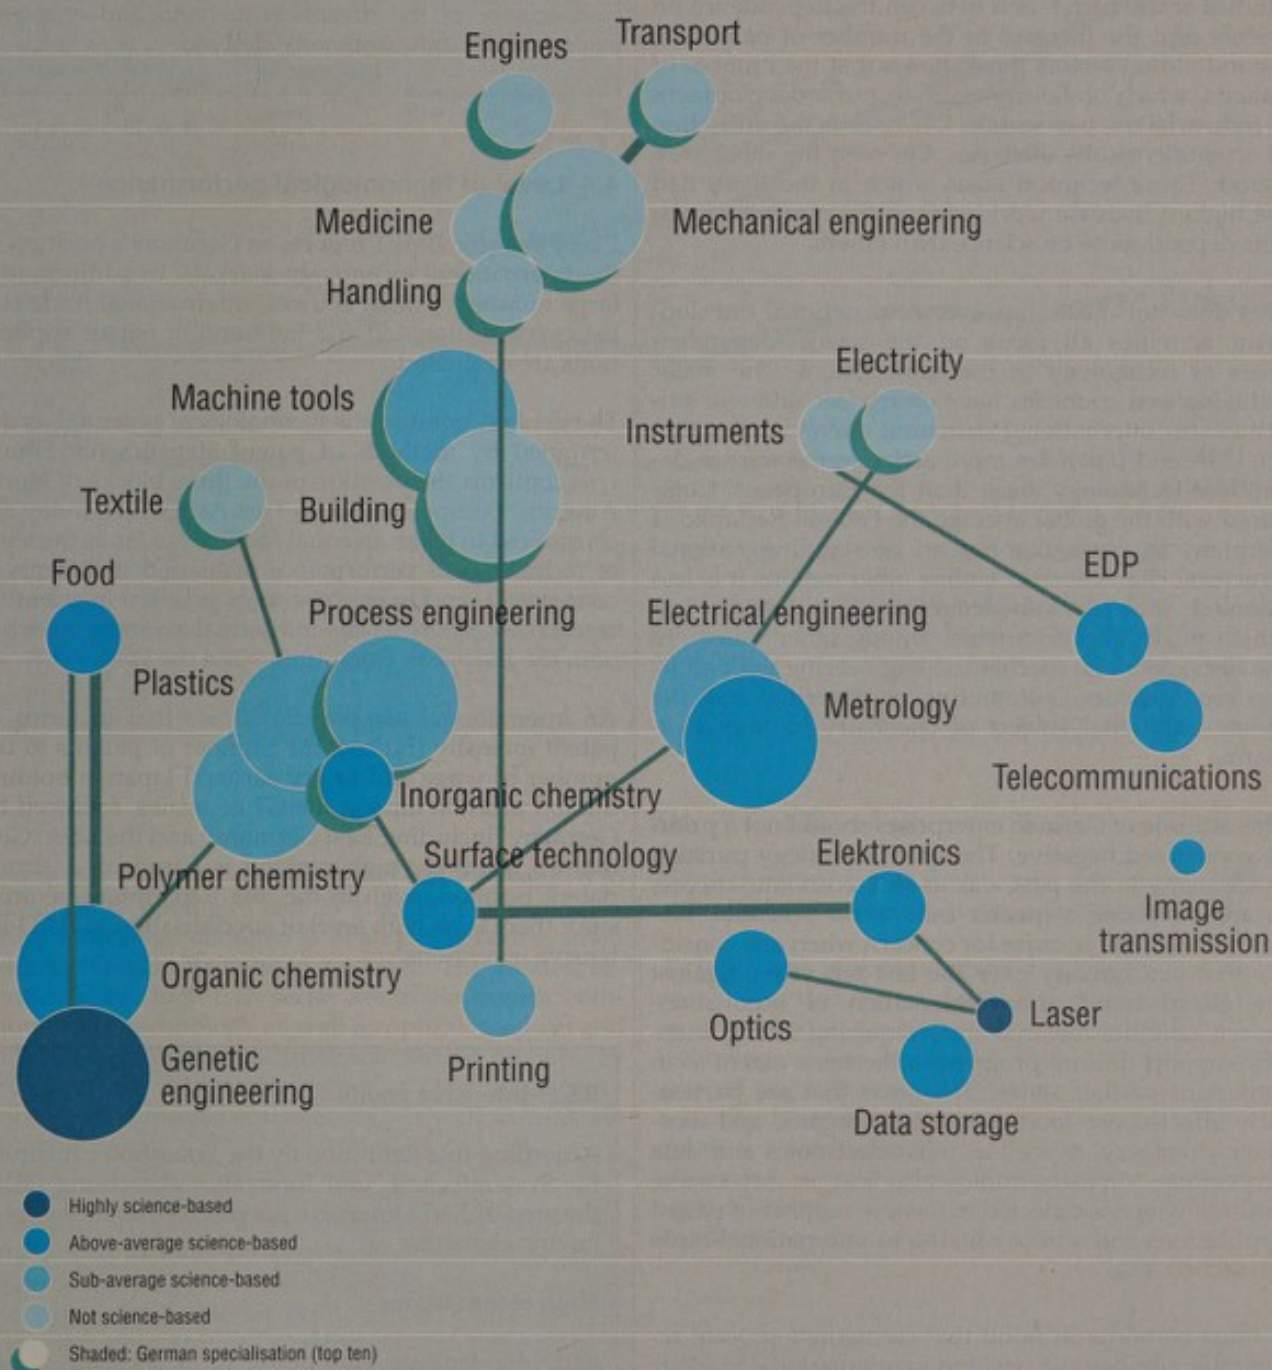 Transport
Engines
Medicine
Mechanical engineering
Handling
Electricity
Machine tools
Instruments
Textile
Building
Food
EDP
Process engineering
Electrical engineering
Plastics
Metrology
Telecommunications
Inorganic chemistry
Surface technology
Elektronics
Polymer chemistry
Image
transmission
Organic chemistry
Laser
Optics
Genetic
engineering
Printing
Data storage
Highly science-based
Above-average science-based
Sub-average science-based
Not science-based
Shaded: German specialisation (top ten)